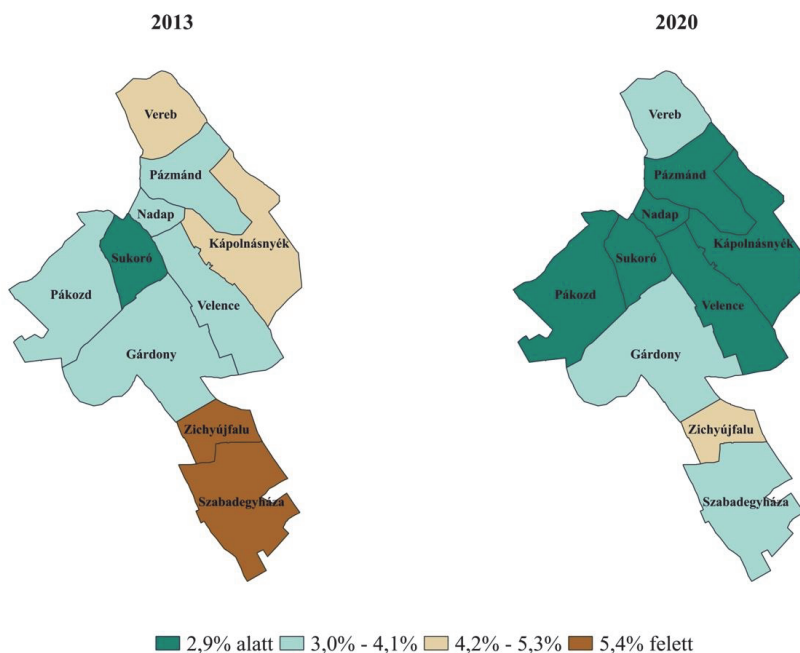 2013
Vereb
Pázmánd
Nadap
Kápolnásnyék
Sukoró
Pákozd
Velence
Gárdony
Zichyújfalu
Szabadegyháza
2020
Vereb
Pázmánd
Nadap
Kápolnásnyék
Sukoró
Pákozd
Velence
Gárdony
Zichyújfalu
Szabadegyháza
2,9% alatt 3,0% - 4,1% 4,2% - 5,3% 5,4% felett